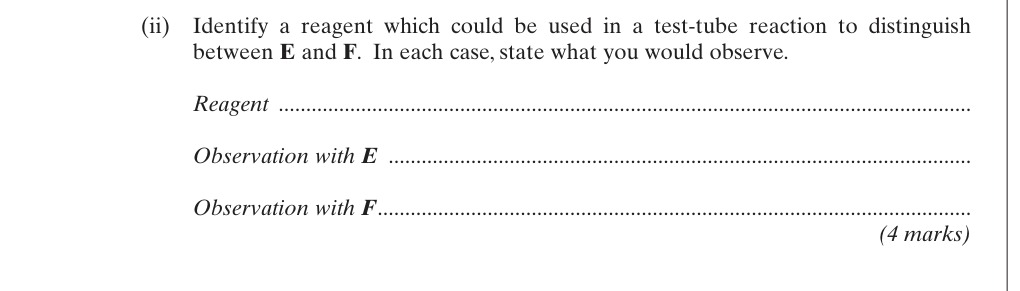 (ii) Identify a reagent which could be used in a test-tube reaction to distinguish
between E and F. In each case, state what you would observe.
Reagent ............................................................................................................................
Observation with E .........................................................................................................
Observation with F...........................................................................................................
(4 marks)